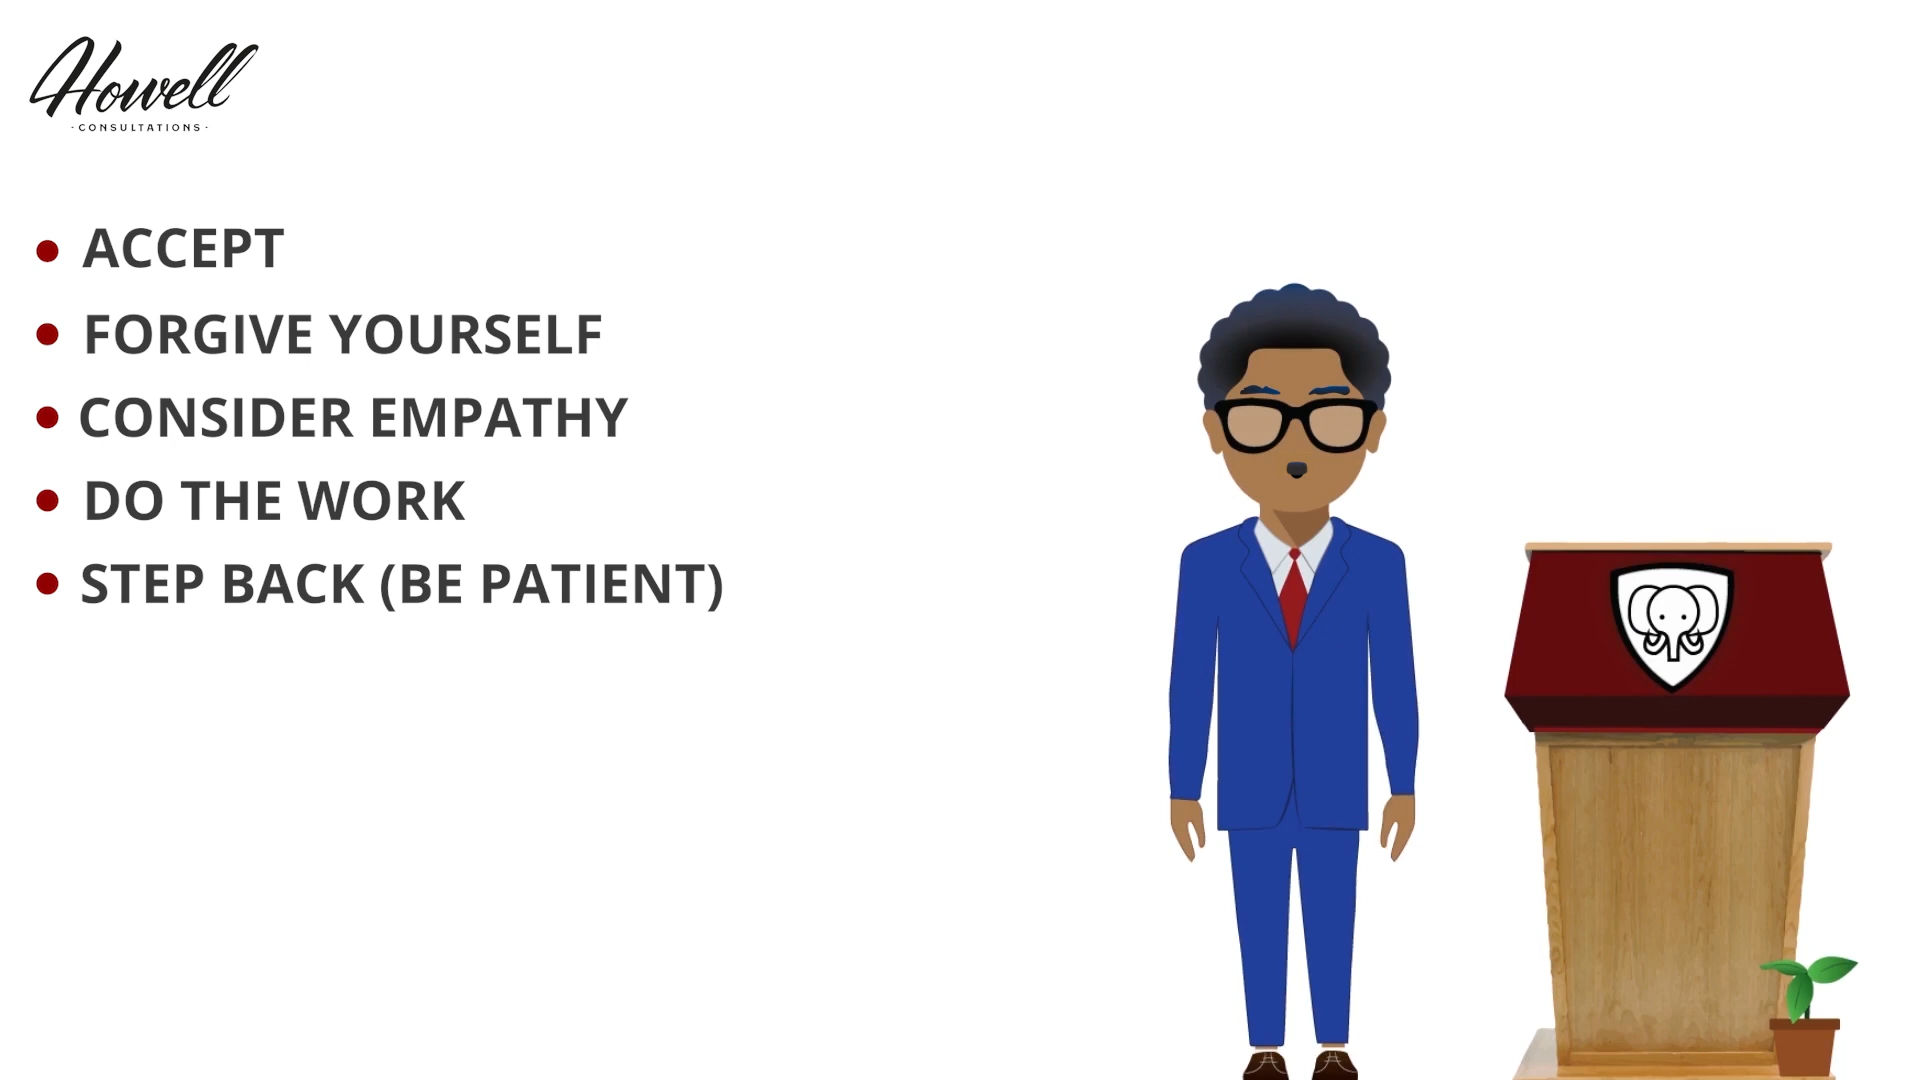 Howell
·CONSULTATIONS·
ACCEPT
FORGIVE YOURSELF
CONSIDER EMPATHY
DO THE WORK
STEP BACK (BE PATIENT)